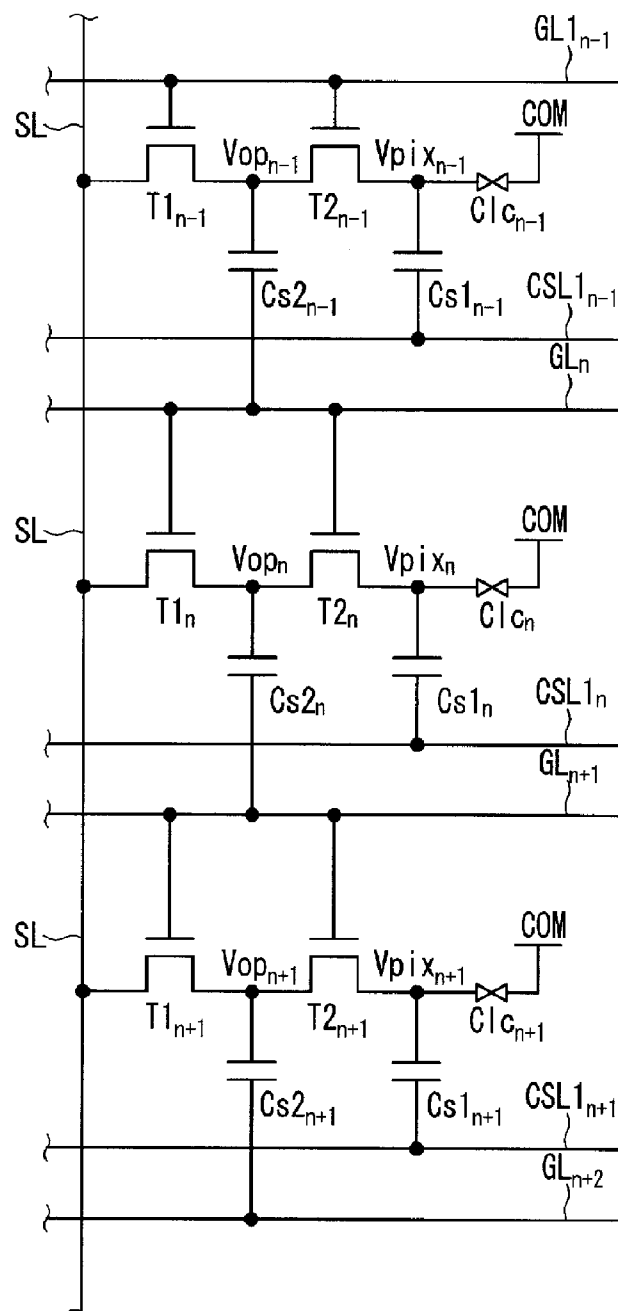 GL1n-1
SL
COM
Vopn-1
Vpixn-1
T1n-1
T2n-1
Clcn-1
Cs2n-1
Cs1n-1
CSL1n-1
GLn
SL
COM
Vopn
Vpixn
T1n
T2n
Clcn
Cs2n
Cs1n
CSL1n
GLn+1
SL
COM
Vopn+1
Vpixn+1
T1n+1
T2n+1
Clcn+1
Cs2n+1
Cs1n+1
CSL1n+1
GLn+2